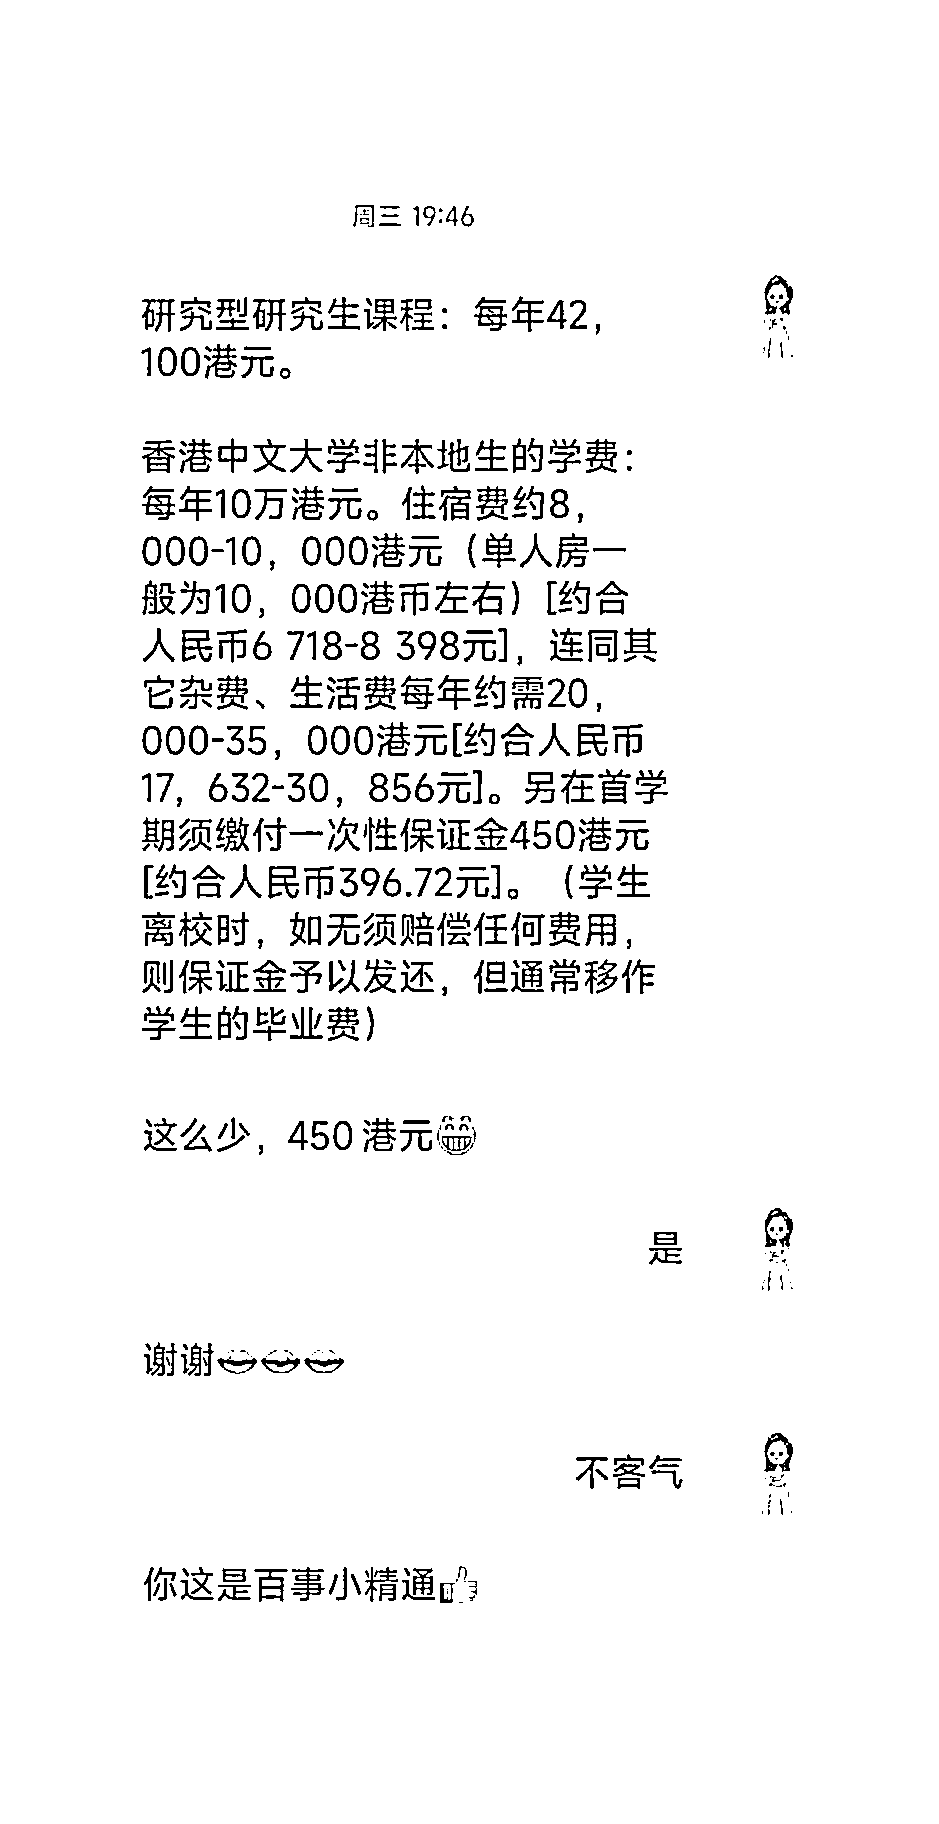 周三 19:46
研究型研究生课程：每年42，
100港元。
香港中文大学非本地生的学费：
每年10万港元。住宿费约8，
000-10，000港元（单人房一
般为10，000港币左右）[约合
人民币6 718-8 398元]，连同其
它杂费、生活费每年约需20，
000-35，000港元[约合人民币
17，632-30，856元]。另在首学
期须缴付一次性保证金450港元
[约合人民币396.72元]。（学生
离校时，如无须赔偿任何费用，
则保证金予以发还，但通常移作
学生的毕业费）
这么少，450 港元😁
是
谢谢👄👄👄
不客气
你这是百事小精通👍